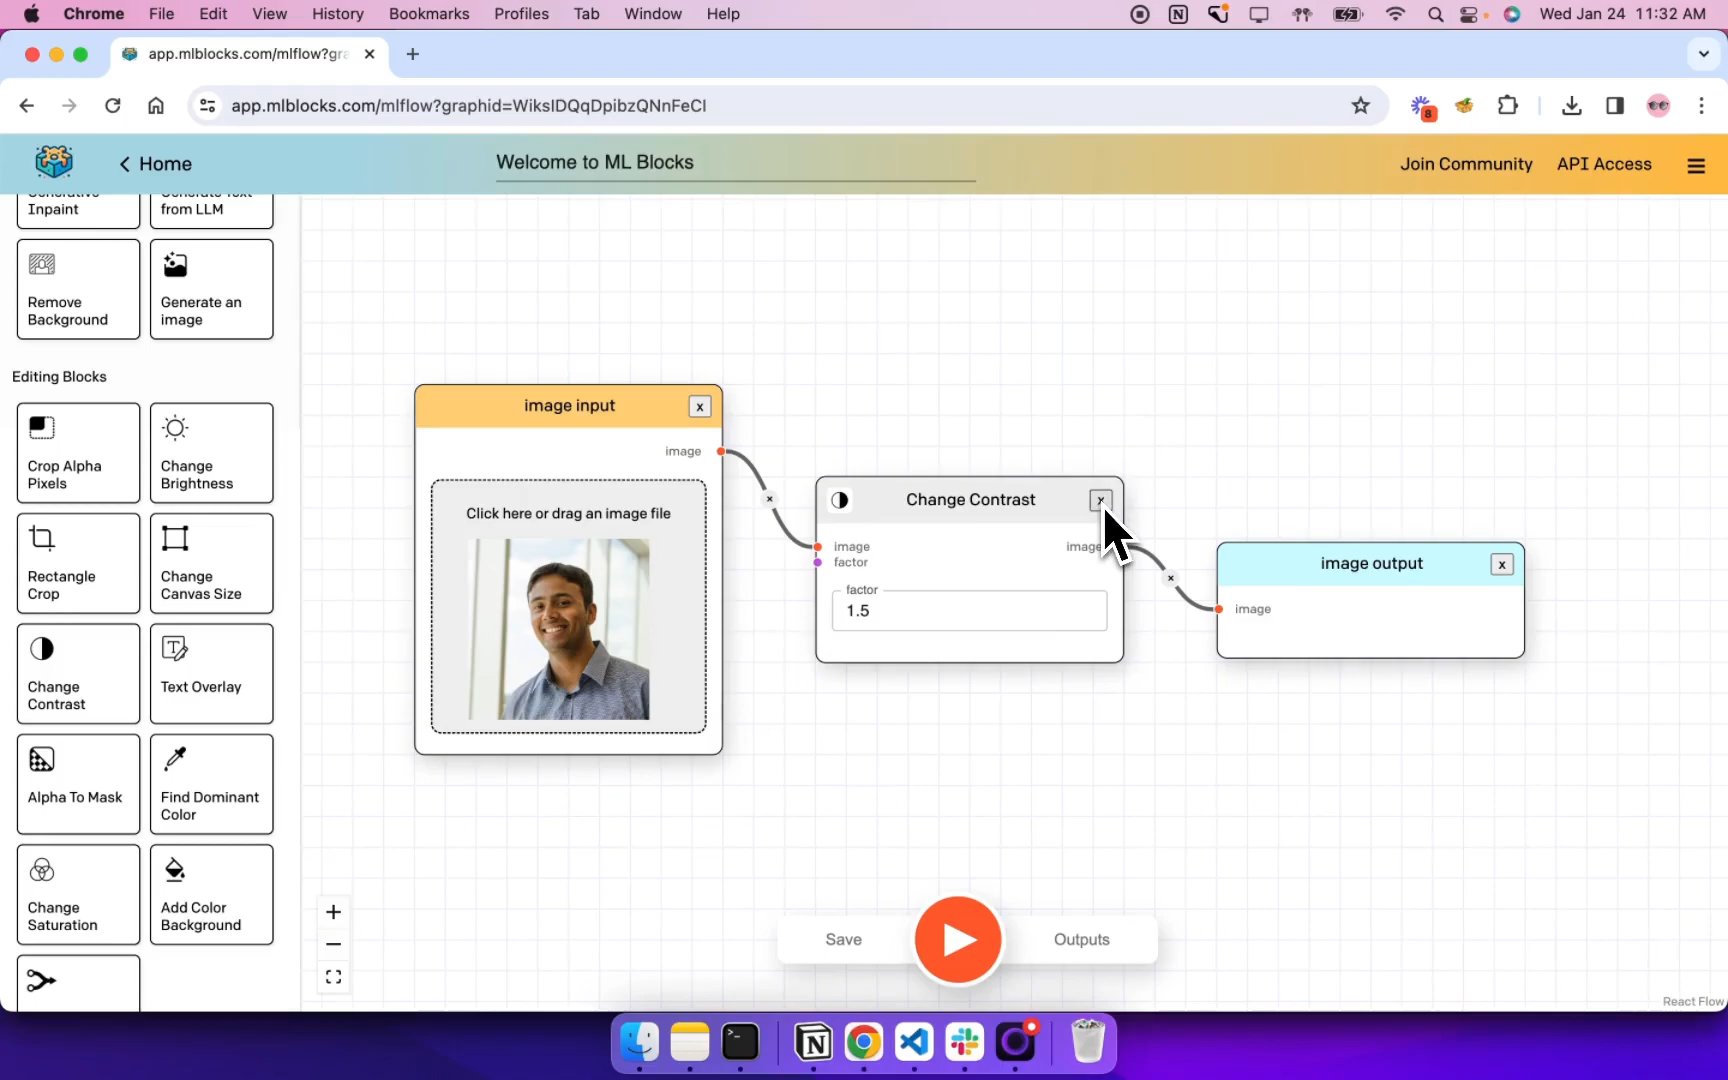 Chrome File Edit View History Bookmarks Profiles Tab Window Help
Wed Jan 24 11:32 AM
app.mlblocks.com/mlflow?gra
app.mlblocks.com/mlflow?graphid=WiksIDQqDpibzQNnFeCI
8
Home
Welcome to ML Blocks
Join Community
API Access
Generative
Inpaint
Generate Text
from LLM
Remove
Background
Generate an
image
Editing Blocks
Crop Alpha
Pixels
Change
Brightness
Rectangle
Crop
Change
Canvas Size
Change
Contrast
Text Overlay
Alpha To Mask
Find Dominant
Color
Change
Saturation
Add Color
Background
image input x
image
Click here or drag an image file
x
Change Contrast x
image image
factor
factor
1.5
x
image output x
image
Save
Outputs
React Flow